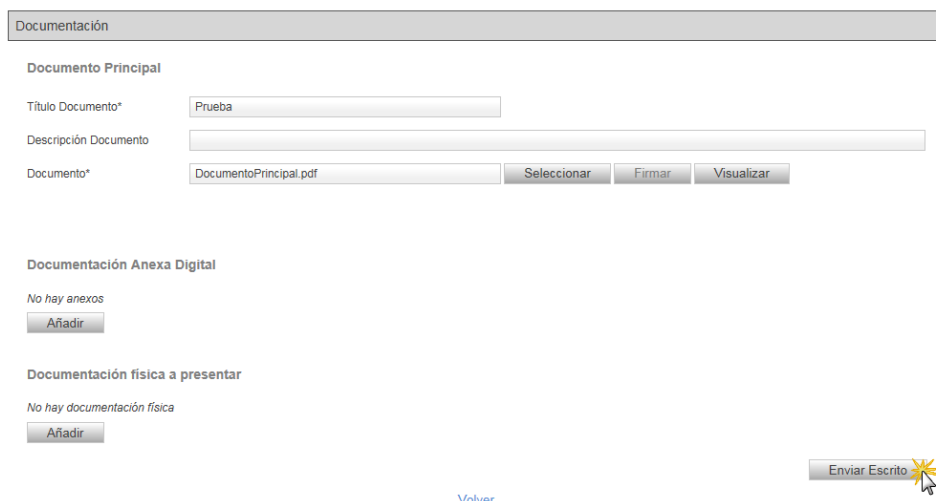 Documentación
Documento Principal
Título Documento* Prueba
Descripción Documento
Documento* DocumentoPrincipal.pdf Seleccionar Firmar Visualizar
Documentación Anexa Digital
No hay anexos
Añadir
Documentación física a presentar
No hay documentación física
Añadir
Enviar Escrito
Volver